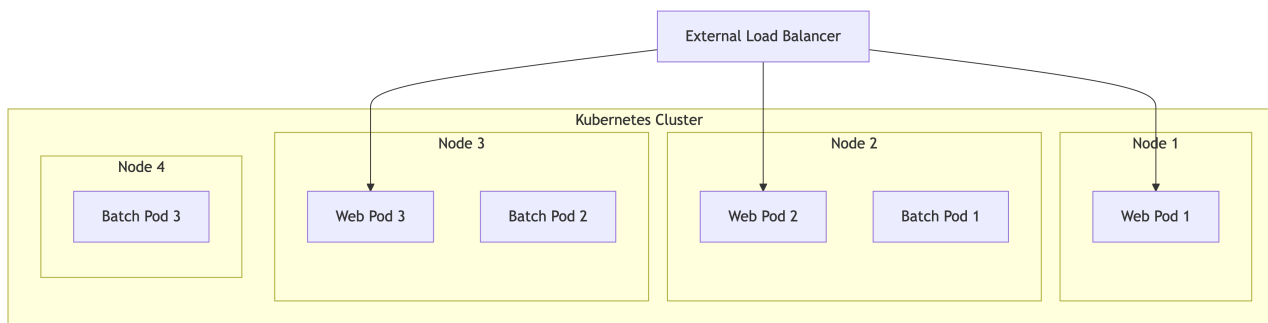 External Load Balancer
Kubernetes Cluster
Node 4
Batch Pod 3
Node 3
Web Pod 3
Batch Pod 2
Node 2
Web Pod 2
Batch Pod 1
Node 1
Web Pod 1